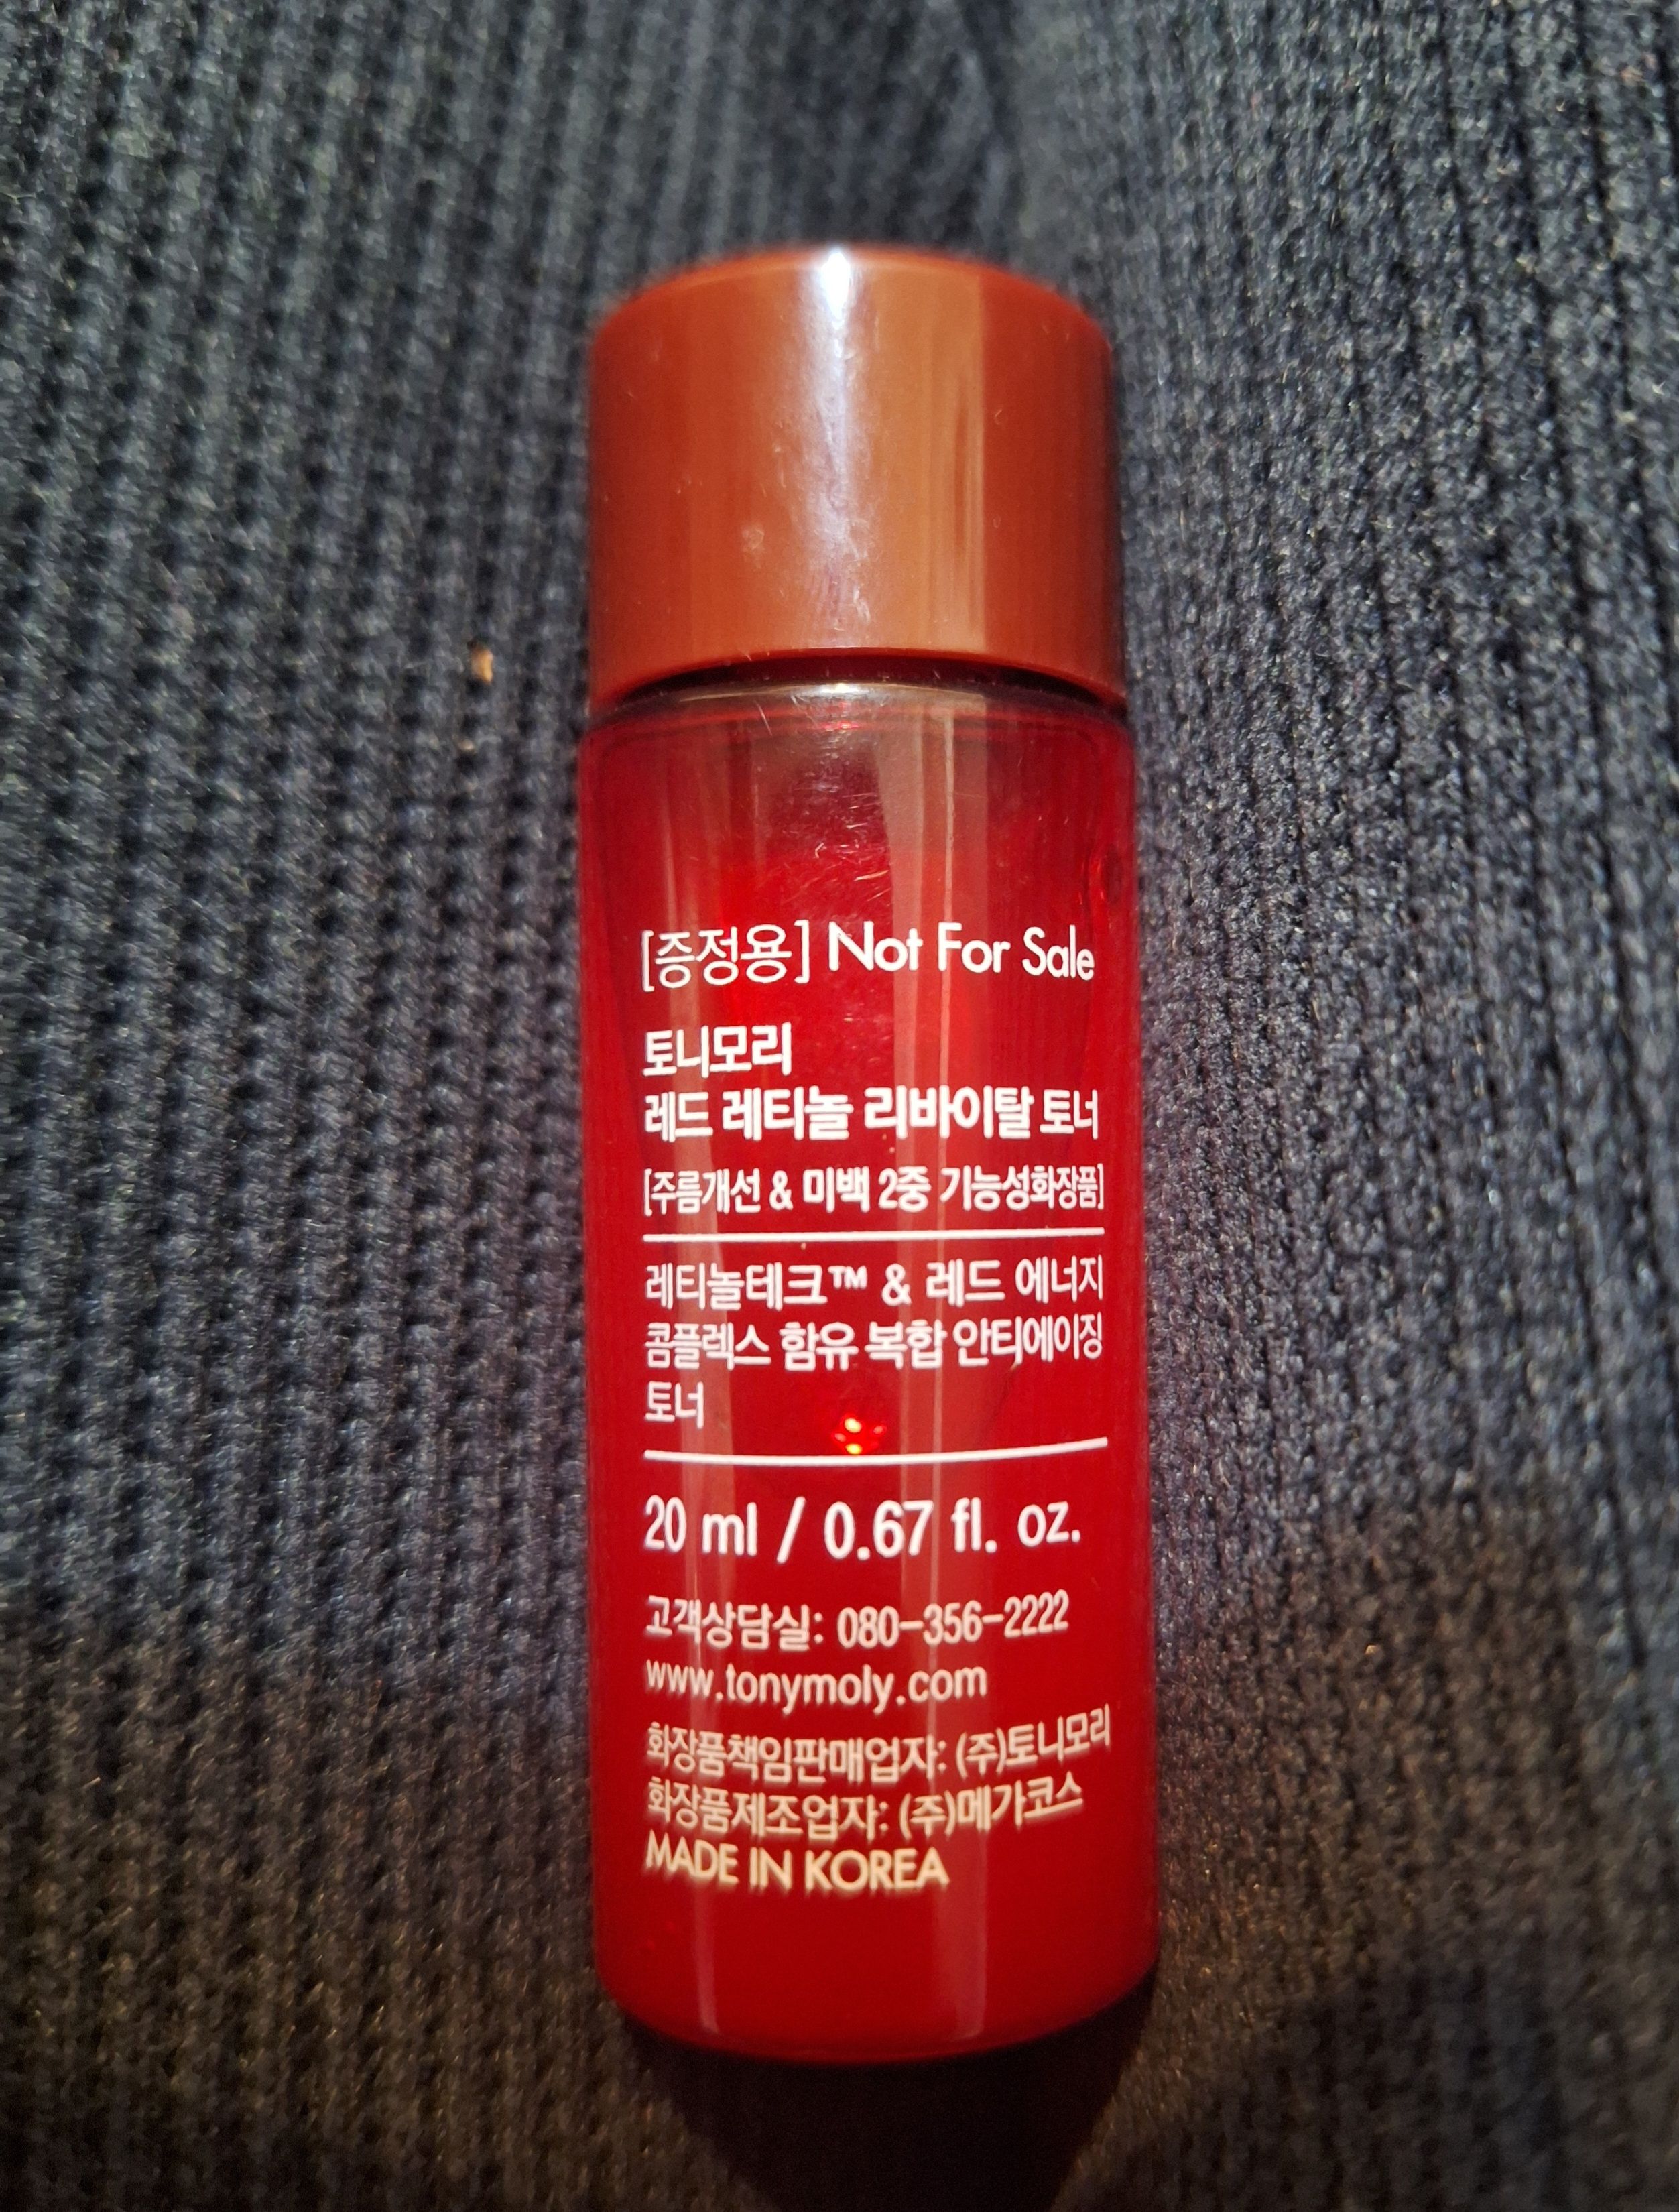 [증정용] Not For Sale
토니모리
레드 레티놀 리바이탈 토너
[주름개선 & 미백 2중 기능성화장품]
레티놀테크™ & 레드 에너지
콤플렉스 함유 복합 안티에이징
토너
20 ml / 0.67 fl. oz.
고객상담실: 080-356-2222
www.tonymoly.com
화장품책임판매업자: (주)토니모리
화장품제조업자: (주)메가코스
MADE IN KOREA